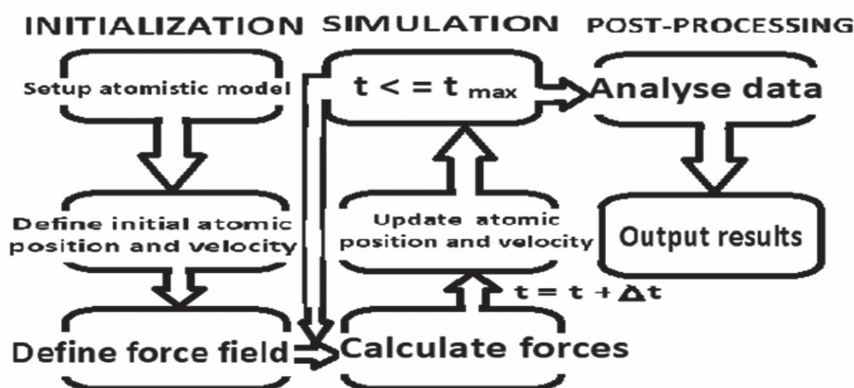 INITIALIZATION
Setup atomistic model
Define initial atomic
position and velocity
Define force field
SIMULATION
t < = t max
Update atomic
position and velocity
t = t + Δt
Calculate forces
POST-PROCESSING
Analyse data
Output results